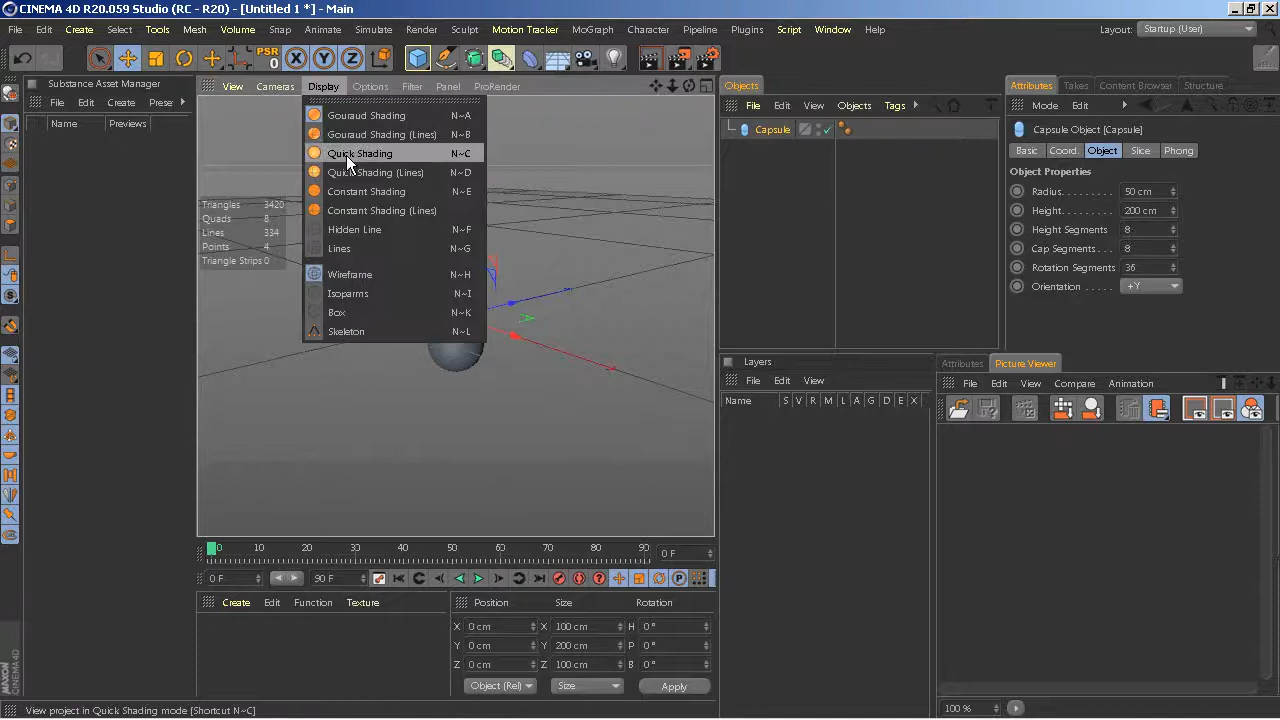 CINEMA 4D R20.059 Studio (RC - R20) - [Untitled 1 *] - Main
File Edit Create Select Tools Mesh Volume Snap Animate Simulate Render Sculpt Motion Tracker MoGraph Character Pipeline Plugins Script Window Help Layout: Startup (User)
PSR
0
X Y Z
Substance Asset Manager
File Edit Create Prese
Name Previews
View Cameras Display Options Filter Panel ProRender
Gouraud Shading N~A
Gouraud Shading (Lines) N~B
Quick Shading N~C
Quick Shading (Lines) N~D
Constant Shading N~E
Constant Shading (Lines)
Hidden Line N~F
Lines N~G
Wireframe N~H
Isoparms N~I
Box N~K
Skeleton N~L
Triangles 3420
Quads 8
Lines 334
Points 4
Triangle Strips 0
Objects
File Edit View Objects Tags
Capsule
Attributes Takes Content Browser Structure
Mode Edit
Capsule Object [Capsule]
Basic Coord. Object Slice Phong
Object Properties
Radius. . . . . . . . 50 cm
Height. . . . . . . . 200 cm
Height Segments 8
Cap Segments . . 8
Rotation Segments 36
Orientation . . . . +Y
Layers
File Edit View
Name S V R M L A G D E X
Attributes Picture Viewer
File Edit View Compare Animation
0 10 20 30 40 50 60 70 80 90 0 F
0 F 90 F
P
Create Edit Function Texture
Position Size Rotation
X 0 cm X 100 cm H 0 °
Y 0 cm Y 200 cm P 0 °
Z 0 cm Z 100 cm B 0 °
Object (Rel) Size Apply
MAXON
CINEMA 4D
View project in Quick Shading mode [Shortcut N~C]
100 %